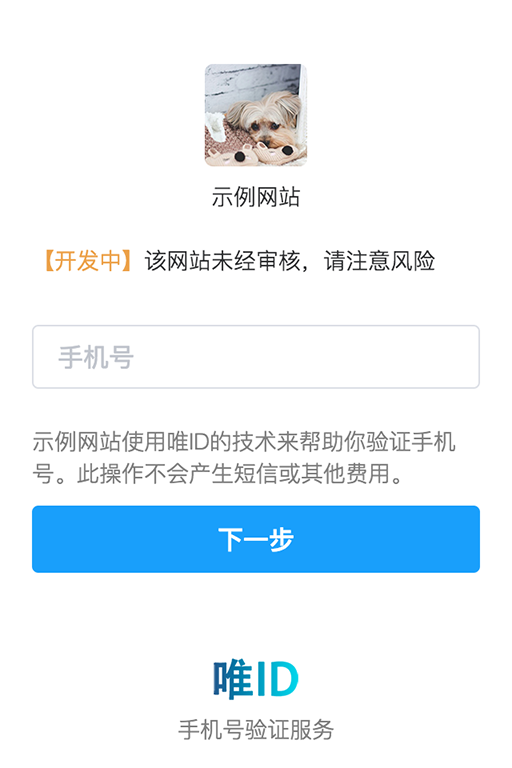 示例网站
【开发中】该网站未经审核，请注意风险
手机号
示例网站使用唯ID的技术来帮助你验证手机
号。此操作不会产生短信或其他费用。
下一步
唯ID
手机号验证服务